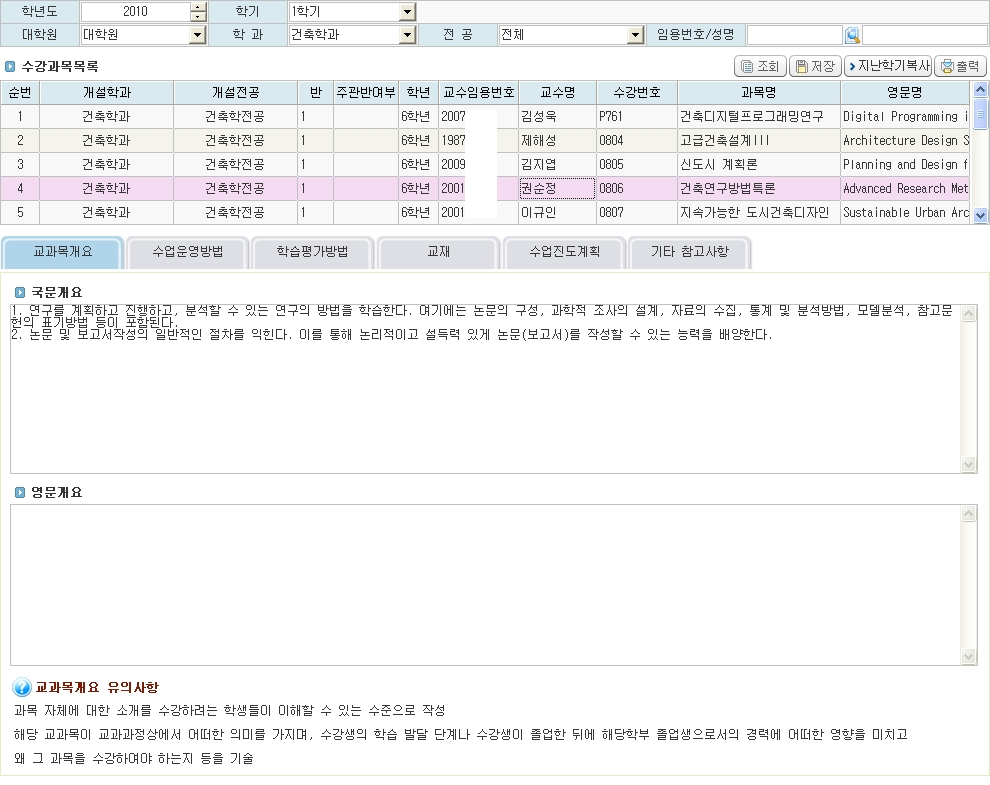 학년도 2010 학기 1학기
대학원 대학원 학 과 건축학과 전 공 전체 임용번호/성명
수강과목목록 조회 저장 지난학기복사 출력
순번 개설학과 개설전공 반 주관반여부 학년 교수임용번호 교수명 수강번호 과목명 영문명
1 건축학과 건축학전공 1 6학년 2007 김성욱 P761 건축디지털프로그래밍연구 Digital Programming i
2 건축학과 건축학전공 1 6학년 1987 제해성 0804 고급건축설계III Architecture Design S
3 건축학과 건축학전공 1 6학년 2009 김지엽 0805 신도시 계획론 Planning and Design f
4 건축학과 건축학전공 1 6학년 2001 권순정 0806 건축연구방법특론 Advanced Research Met
5 건축학과 건축학전공 1 6학년 2001 이규인 0807 지속가능한 도시건축디자인 Sustainable Urban Arc
교과목개요 수업운영방법 학습평가방법 교재 수업진도계획 기타 참고사항
국문개요
1. 연구를 계획하고 진행하고, 분석할 수 있는 연구의 방법을 학습한다. 여기에는 논문의 구성, 과학적 조사의 설계, 자료의 수집, 통계 및 분석방법, 모델분석, 참고문
헌의 표기방법 등이 포함된다.
2. 논문 및 보고서작성의 일반적인 절차를 익힌다. 이를 통해 논리적이고 설득력 있게 논문(보고서)를 작성할 수 있는 능력을 배양한다.
영문개요
교과목개요 유의사항
과목 자체에 대한 소개를 수강하려는 학생들이 이해할 수 있는 수준으로 작성
해당 교과목이 교과과정상에서 어떠한 의미를 가지며, 수강생의 학습 발달 단계나 수강생이 졸업한 뒤에 해당학부 졸업생으로서의 경력에 어떠한 영향을 미치고
왜 그 과목을 수강하여야 하는지 등을 기술